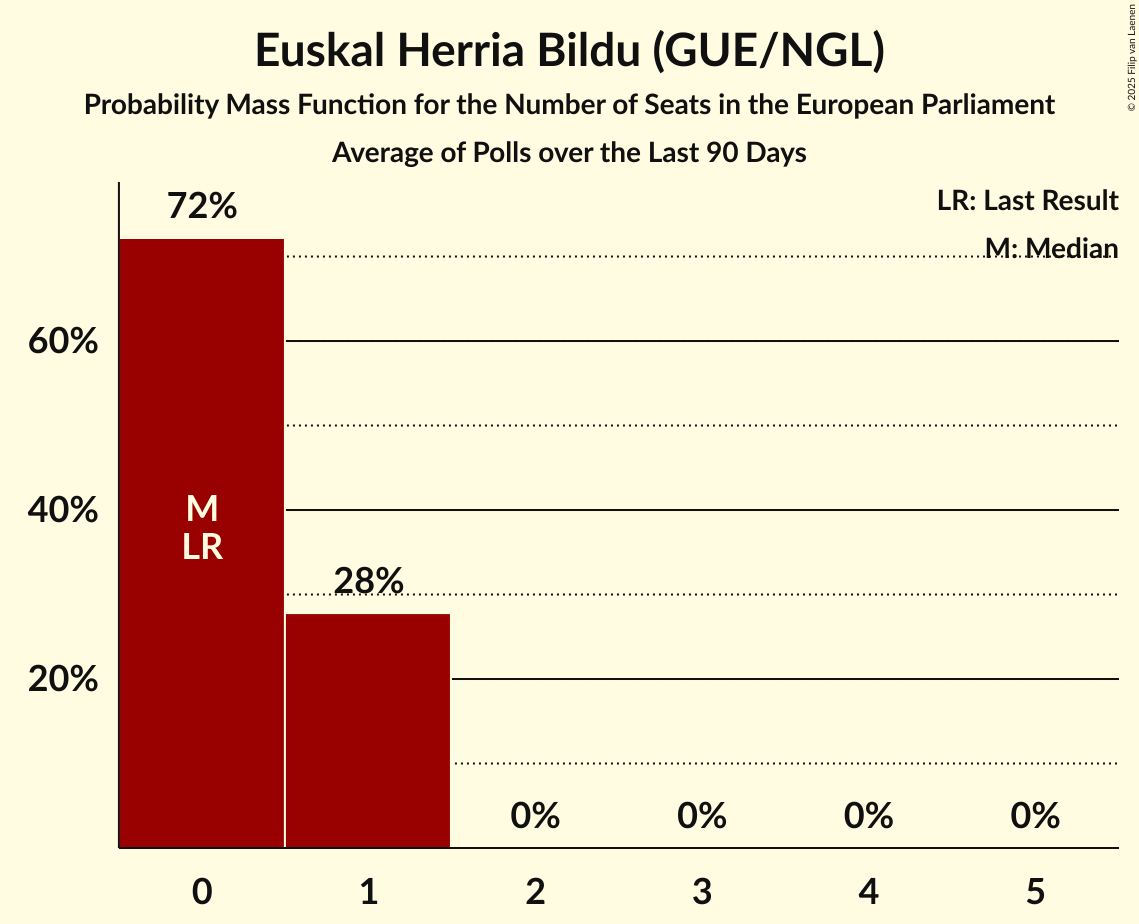 Euskal Herria Bildu (GUE/NGL)
Probability Mass Function for the Number of Seats in the European Parliament
Average of Polls over the Last 90 Days
© 2025 Filip van Laenen
LR: Last Result
M: Median
72%
60%
40%
20%
M
LR
28%
0% 0% 0% 0%
0 1 2 3 4 5